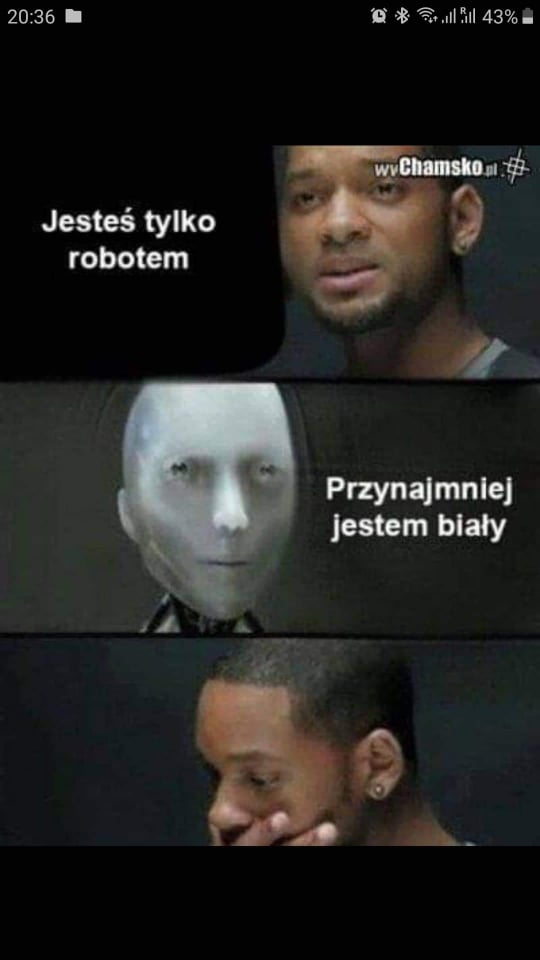 20:36
43%
wvChamsko.pl
Jesteś tylko
robotem
Przynajmniej
jestem biały